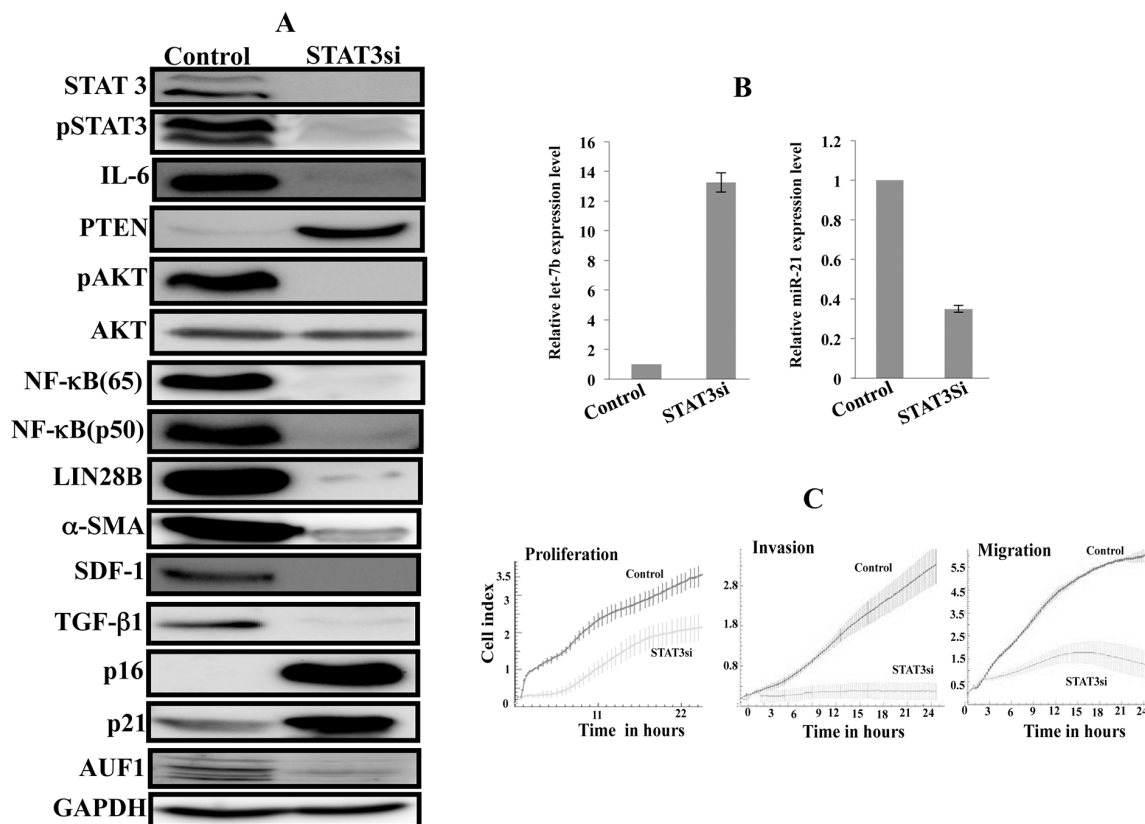 A
Control STAT3si
STAT 3
pSTAT3
IL-6
PTEN
pAKT
AKT
NF-κB(65)
NF-κB(p50)
LIN28B
α-SMA
SDF-1
TGF-β1
p16
p21
AUF1
GAPDH
B
Relative let-7b expression level
16
14
12
10
8
6
4
2
0
Control STAT3si
Relative miR-21 expression level
1.2
1
0.8
0.6
0.4
0.2
0
Control STAT3Si
C
Proliferation
Cell index
3.5
2
1
0
Control
STAT3si
11 22
Time in hours
Invasion
2.8
1.8
0.8
Control
STAT3si
0 3 6 9 12 15 18 21 24
Time in hours
Migration
5.5
4.5
3.5
2.5
1.5
0.5
Control
STAT3si
0 3 6 9 12 15 18 21 24
Time in hours